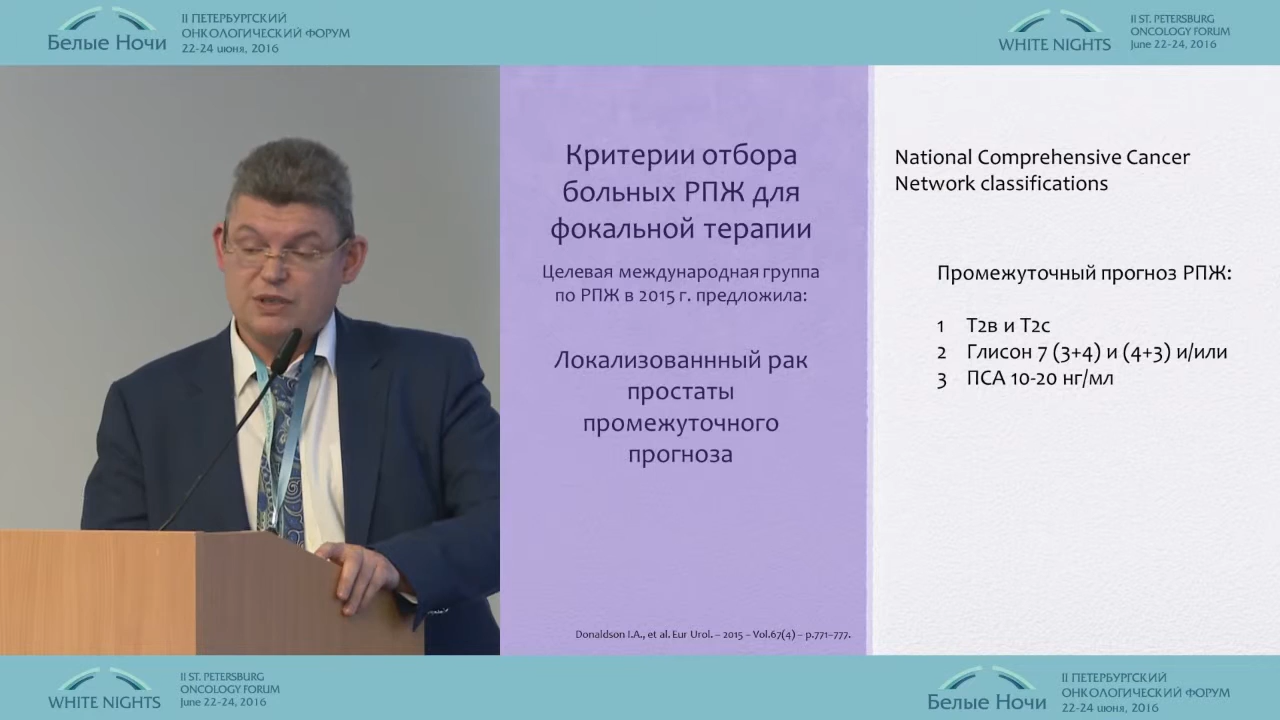 Белые Ночи
II ПЕТЕРБУРГСКИЙ
ОНКОЛОГИЧЕСКИЙ ФОРУМ
22-24 июня, 2016
WHITE NIGHTS
II ST. PETERSBURG
ONCOLOGY FORUM
June 22-24, 2016
Критерии отбора
больных РПЖ для
фокальной терапии
Целевая международная группа
по РПЖ в 2015 г. предложила:
Локализованнный рак
простаты
промежуточного
прогноза
Donaldson I.A., et al. Eur Urol. – 2015 – Vol.67(4) – p.771–777.
National Comprehensive Cancer
Network classifications
Промежуточный прогноз РПЖ:
1 Т2в и Т2с
2 Глисон 7 (3+4) и (4+3) и/или
3 ПСА 10-20 нг/мл
WHITE NIGHTS
II ST. PETERSBURG
ONCOLOGY FORUM
June 22-24, 2016
Белые Ночи
II ПЕТЕРБУРГСКИЙ
ОНКОЛОГИЧЕСКИЙ ФОРУМ
22-24 июня, 2016